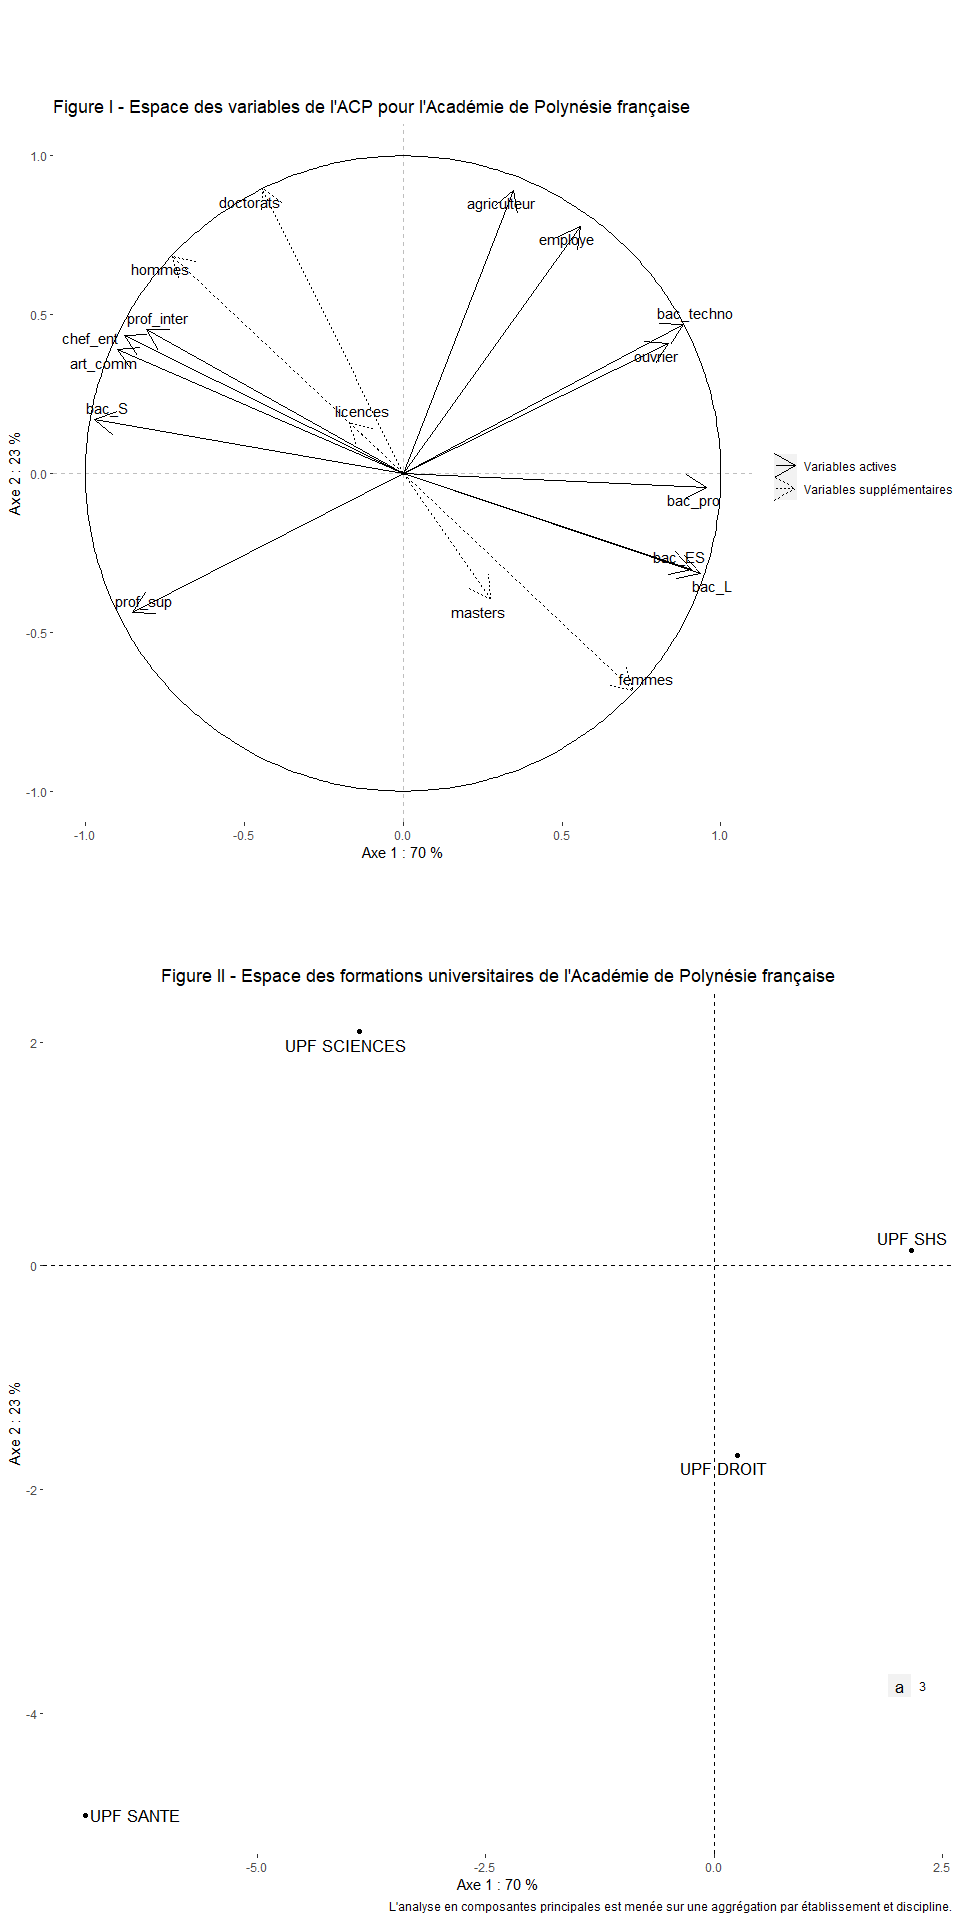 Figure I - Espace des variables de l'ACP pour l'Académie de Polynésie française
1.0
doctorats
agriculteur
employe
hommes
0.5
prof_inter
bac_techno
chef_ent
ouvrier
art_comm
bac_S
licences
Axe 2 : 23 %
0.0
Variables actives
Variables supplémentaires
bac_pro
bac_ES
bac_L
prof_sup
masters
-0.5
femmes
-1.0
-1.0 -0.5 0.0 0.5 1.0
Axe 1 : 70 %
Figure II - Espace des formations universitaires de l'Académie de Polynésie française
2
UPF SCIENCES
UPF SHS
0
Axe 2 : 23 %
UPF DROIT
-2
a 3
-4
UPF SANTE
-5.0 -2.5 0.0 2.5
Axe 1 : 70 %
L'analyse en composantes principales est menée sur une aggrégation par établissement et discipline.